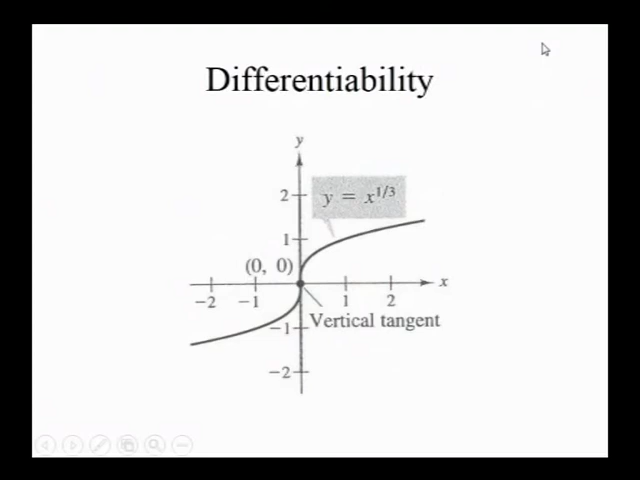 Differentiability
y
2
y = x^{1/3}
1
(0, 0)
x
−2 −1 1 2
−1
Vertical tangent
−2